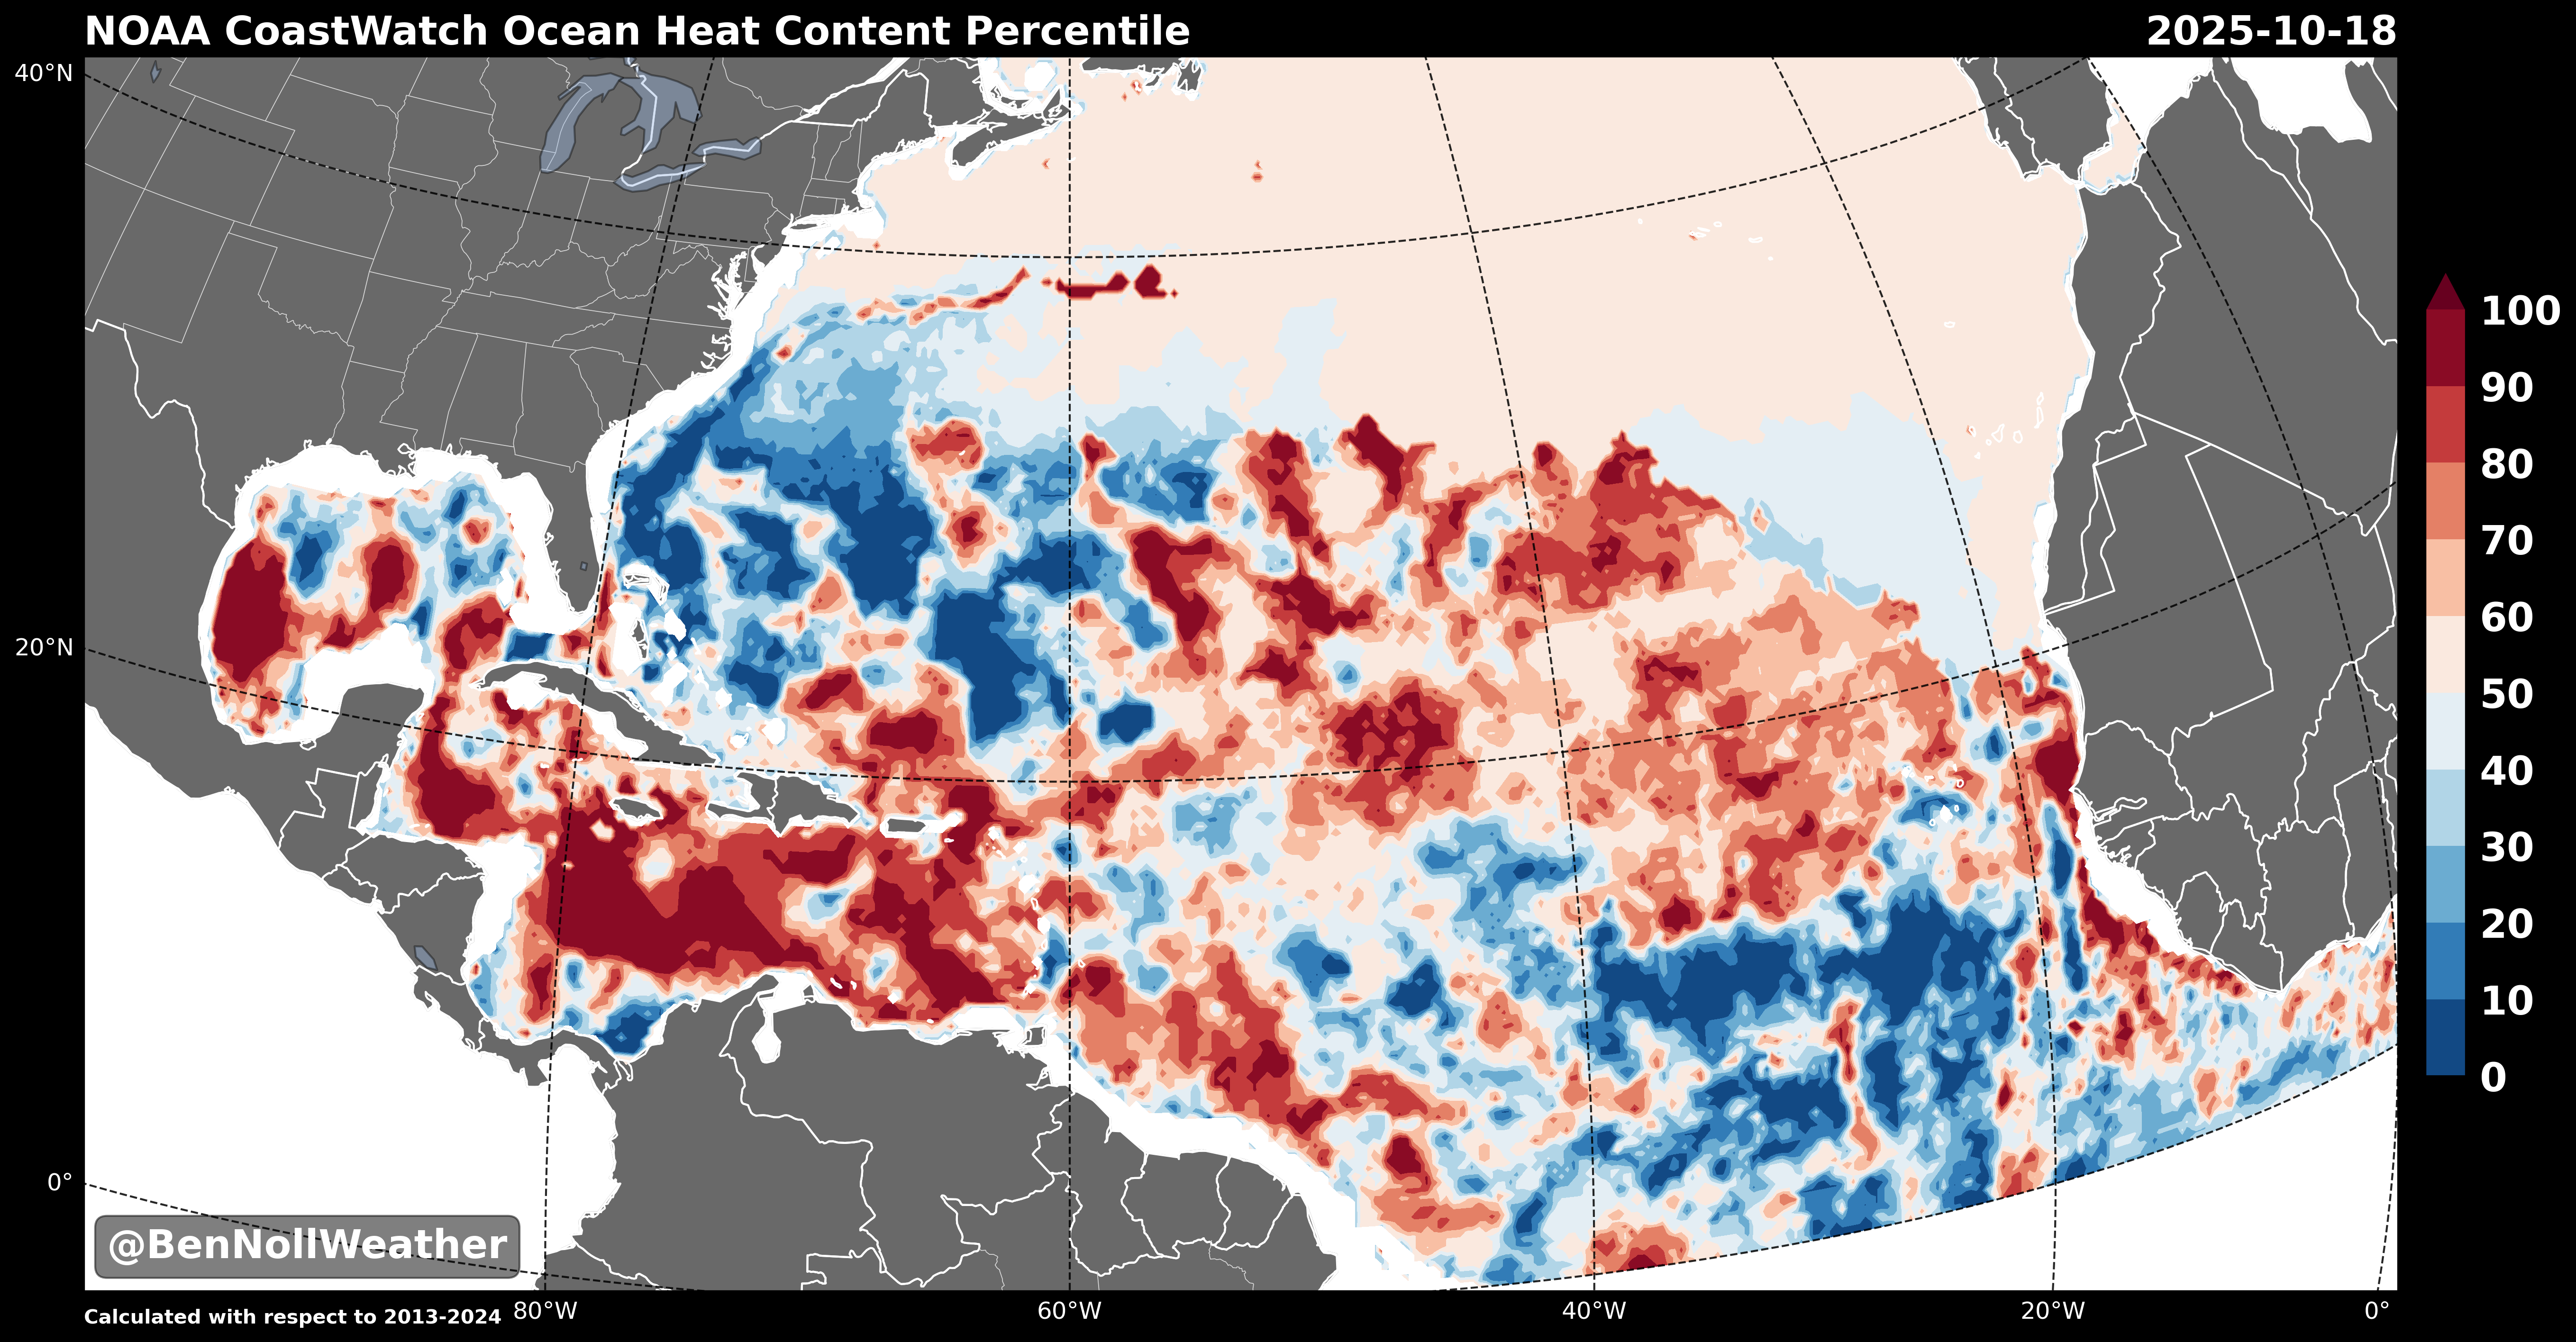 NOAA CoastWatch Ocean Heat Content Percentile 2025-10-18
40°N
20°N
0°
100
90
80
70
60
50
40
30
20
10
0
@BenNollWeather
Calculated with respect to 2013-2024
80°W 60°W 40°W 20°W 0°